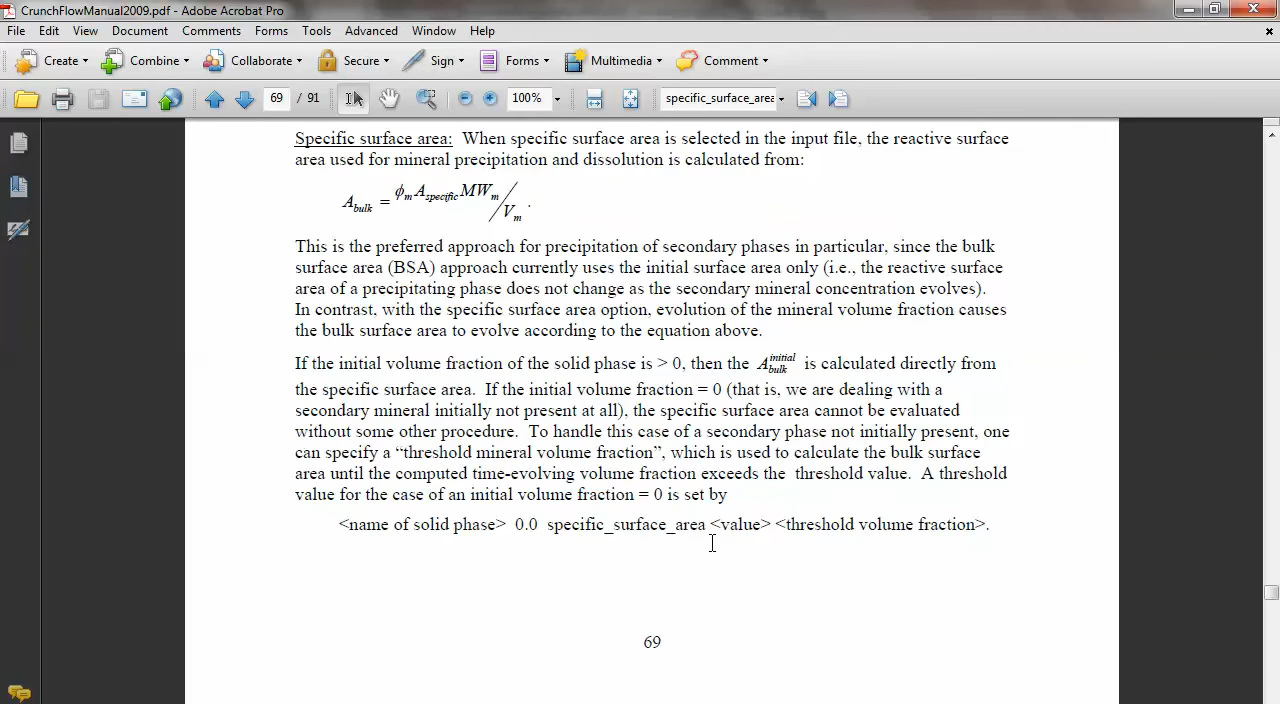 CrunchFlowManual2009.pdf - Adobe Acrobat Pro
File Edit View Document Comments Forms Tools Advanced Window Help
Create Combine Collaborate Secure Sign Forms Multimedia Comment
69 / 91 100% specific_surface_area
Specific surface area: When specific surface area is selected in the input file, the reactive surface
area used for mineral precipitation and dissolution is calculated from:
A_bulk = ϕ_m A_specific MW_m / V_m .
This is the preferred approach for precipitation of secondary phases in particular, since the bulk
surface area (BSA) approach currently uses the initial surface area only (i.e., the reactive surface
area of a precipitating phase does not change as the secondary mineral concentration evolves).
In contrast, with the specific surface area option, evolution of the mineral volume fraction causes
the bulk surface area to evolve according to the equation above.
If the initial volume fraction of the solid phase is > 0, then the A_bulk^initial is calculated directly from
the specific surface area. If the initial volume fraction = 0 (that is, we are dealing with a
secondary mineral initially not present at all), the specific surface area cannot be evaluated
without some other procedure. To handle this case of a secondary phase not initially present, one
can specify a “threshold mineral volume fraction”, which is used to calculate the bulk surface
area until the computed time-evolving volume fraction exceeds the threshold value. A threshold
value for the case of an initial volume fraction = 0 is set by
<name of solid phase> 0.0 specific_surface_area <value> <threshold volume fraction>.
69